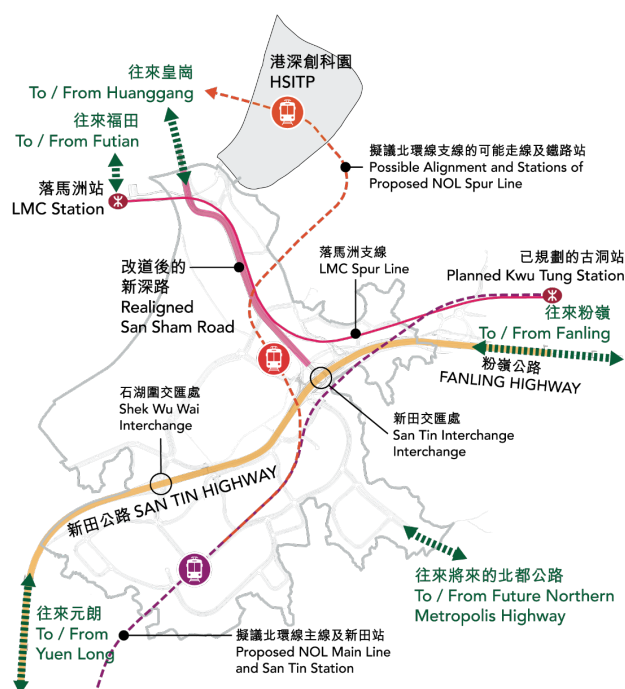 港深創科園
HSITP
往來皇崗
To / From Huanggang
往來福田
To / From Futian
擬議北環線支線的可能走線及鐵路站
Possible Alignment and Stations of
Proposed NOL Spur Line
落馬洲站
LMC Station
改道後的
新深路
Realigned
San Sham Road
落馬洲支線
LMC Spur Line
已規劃的古洞站
Planned Kwu Tung Station
往來粉嶺
To / From Fanling
粉嶺公路
FANLING HIGHWAY
石湖圍交匯處
Shek Wu Wai
Interchange
新田交匯處
San Tin Interchange
Interchange
新田公路 SAN TIN HIGHWAY
往來將來的北都公路
To / From Future Northern
Metropolis Highway
往來元朗
To / From
Yuen Long
擬議北環線主線及新田站
Proposed NOL Main Line
and San Tin Station